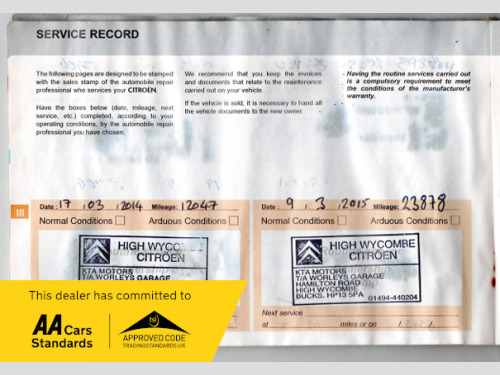 SERVICE RECORD
The following pages are designed to be stamped
with the sales stamp of the automobile repair
professional who services your CITROËN.
Have the boxes below (date, mileage, next
service, etc.) completed, according to your
operating conditions, by the automobile repair
professional you have chosen.
We recommend that you keep the invoices
and documents that relate to the maintenance
carried out on your vehicle.
If the vehicle is sold, it is necessary to hand all
the vehicle documents to the new owner.
Having the routine services carried out
is a compulsory requirement to meet
the conditions of the manufacturer's
warranty.
III
Date: 17 / 03 / 2014 Mileage: 12047
Normal Conditions Arduous Conditions
HIGH WYCO
CITROËN
KTA MOTORS
T/A WORLEYS GARAGE
Date: 9 / 3 / 2015 Mileage: 23878
Normal Conditions Arduous Conditions
HIGH WYCOMBE
CITROËN
KTA MOTORS
T/A WORLEYS GARAGE
HAMILTON ROAD
HIGH WYCOMBE
BUCKS. HP13 5PA 01494-440204
Next service
at miles or on
This dealer has committed to
AA Cars
Standards
tsi
APPROVED CODE
TRADINGSTANDARDS.UK